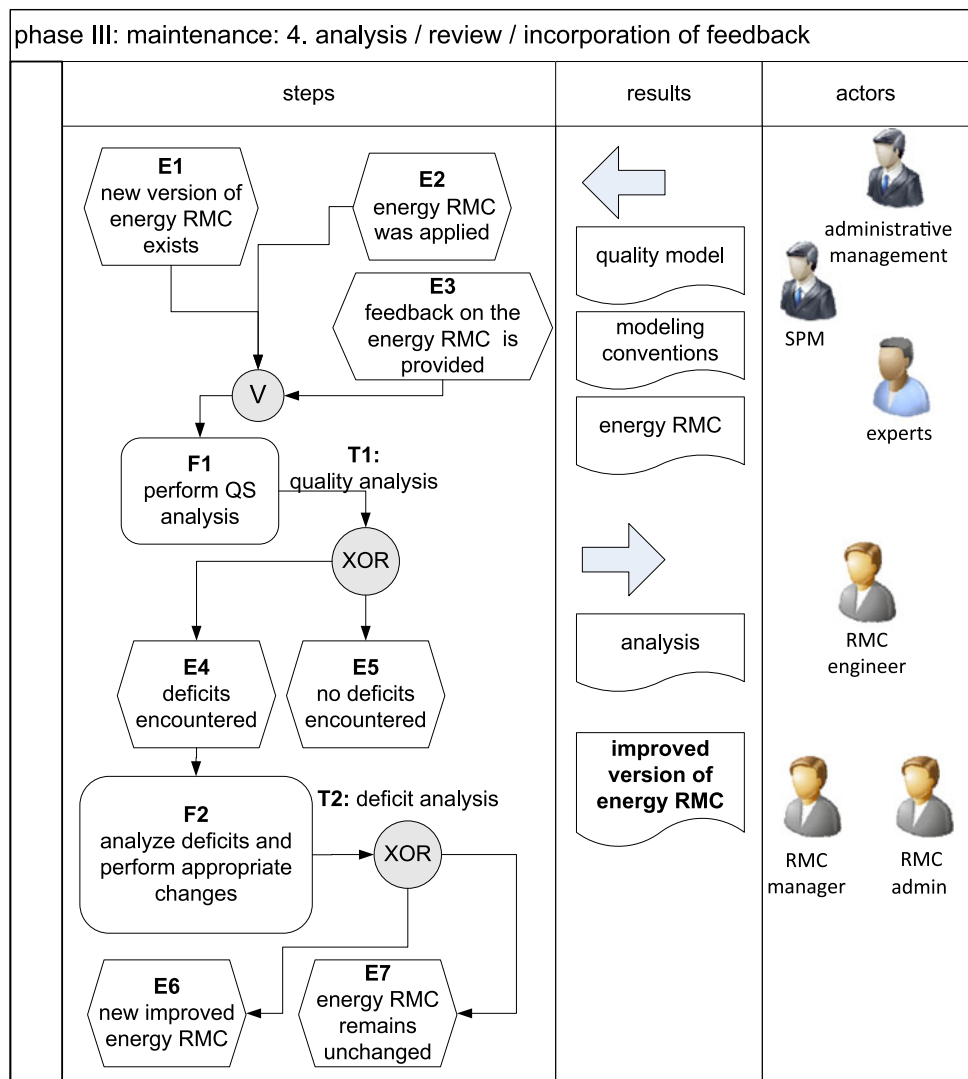 phase III: maintenance: 4. analysis / review / incorporation of feedback
steps
results
actors
E1
new version of
energy RMC
exists
E2
energy RMC
was applied
E3
feedback on the
energy RMC is
provided
V
F1
perform QS
analysis
T1:
quality analysis
XOR
E4
deficits
encountered
E5
no deficits
encountered
F2
analyze deficits and
perform appropriate
changes
T2: deficit analysis
XOR
E6
new improved
energy RMC
E7
energy RMC
remains
unchanged
quality model
modeling
conventions
energy RMC
analysis
improved
version of
energy RMC
administrative
management
SPM
experts
RMC
engineer
RMC
manager
RMC
admin